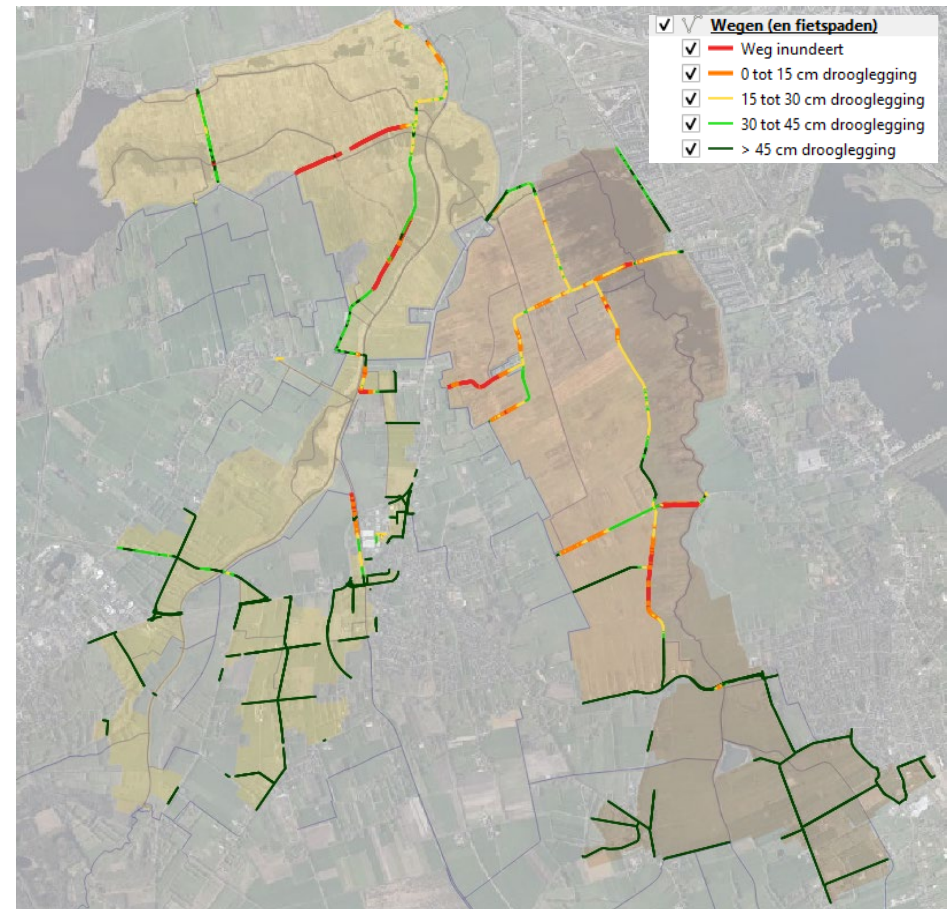 Wegen (en fietspaden)
Weg inundeert
0 tot 15 cm drooglegging
15 tot 30 cm drooglegging
30 tot 45 cm drooglegging
> 45 cm drooglegging